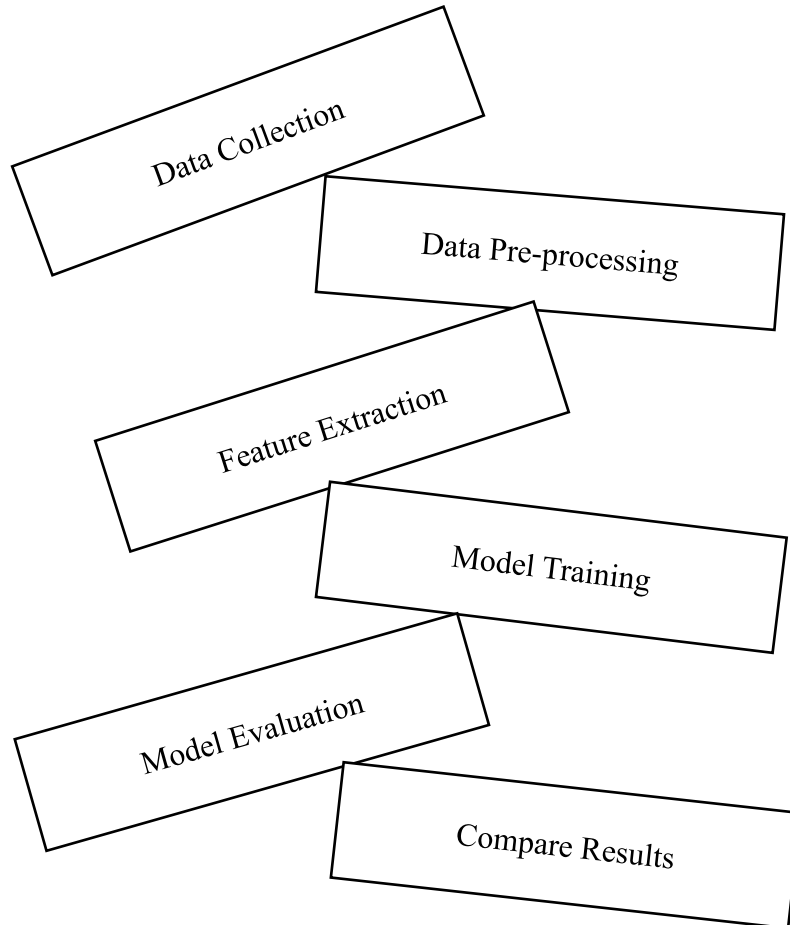 Data Collection
Data Pre-processing
Feature Extraction
Model Training
Model Evaluation
Compare Results